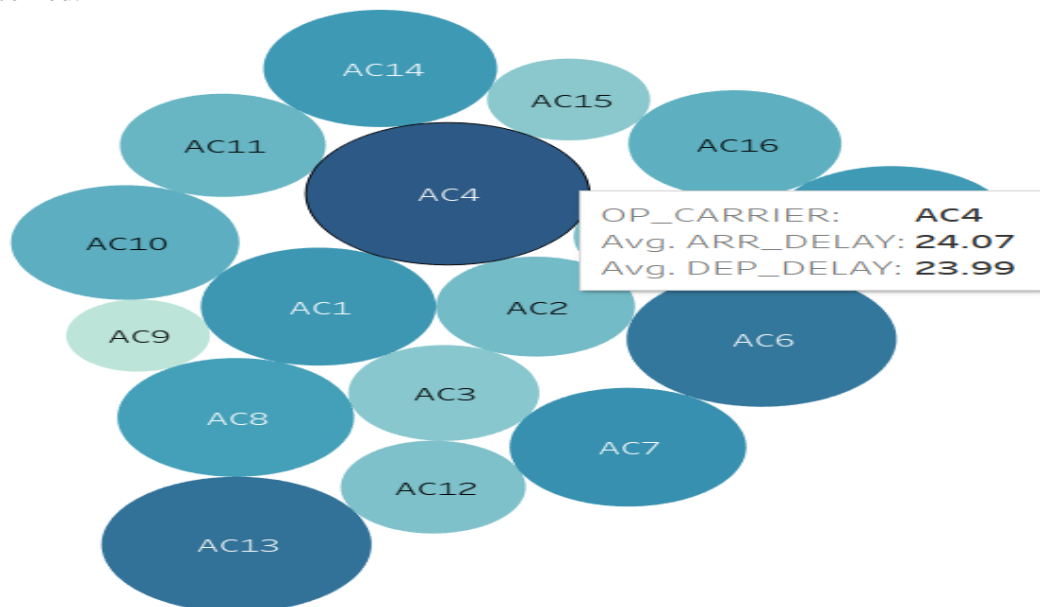 AC14
AC15
AC11
AC16
AC4
OP_CARRIER: AC4
Avg. ARR_DELAY: 24.07
Avg. DEP_DELAY: 23.99
AC10
AC1
AC2
AC9
AC6
AC3
AC8
AC7
AC12
AC13